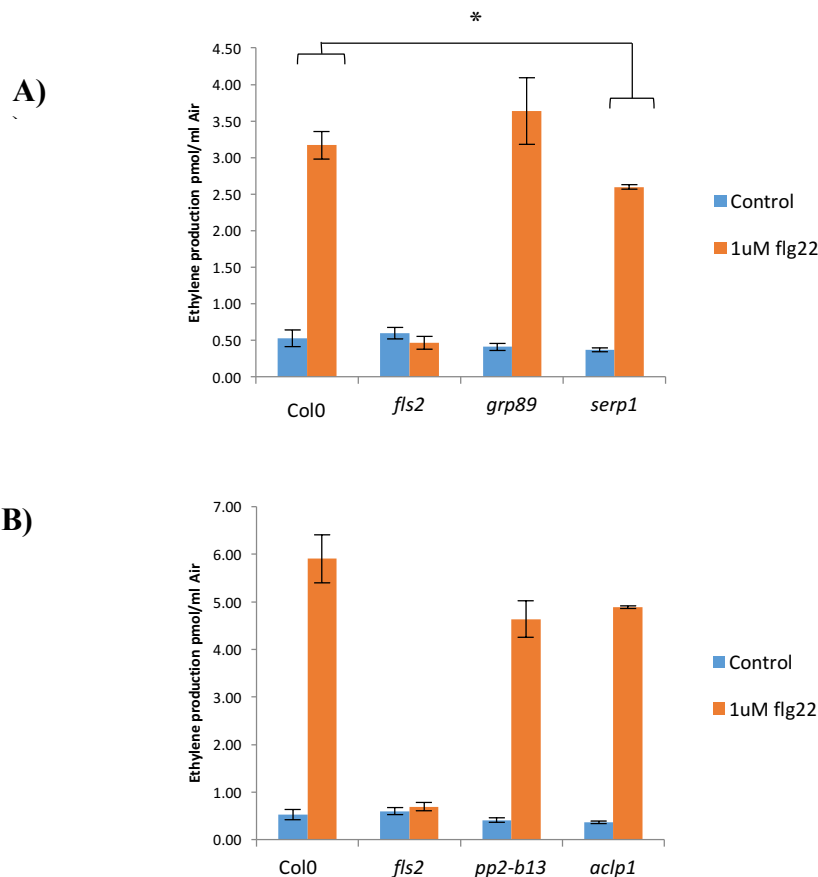 *
A)
Ethylene production pmol/ml Air
4.50
4.00
3.50
3.00
2.50
2.00
1.50
1.00
0.50
0.00
Col0 fls2 grp89 serp1
Control
1uM flg22
B)
Ethylene production pmol/ml Air
7.00
6.00
5.00
4.00
3.00
2.00
1.00
0.00
Col0 fls2 pp2-b13 aclp1
Control
1uM flg22